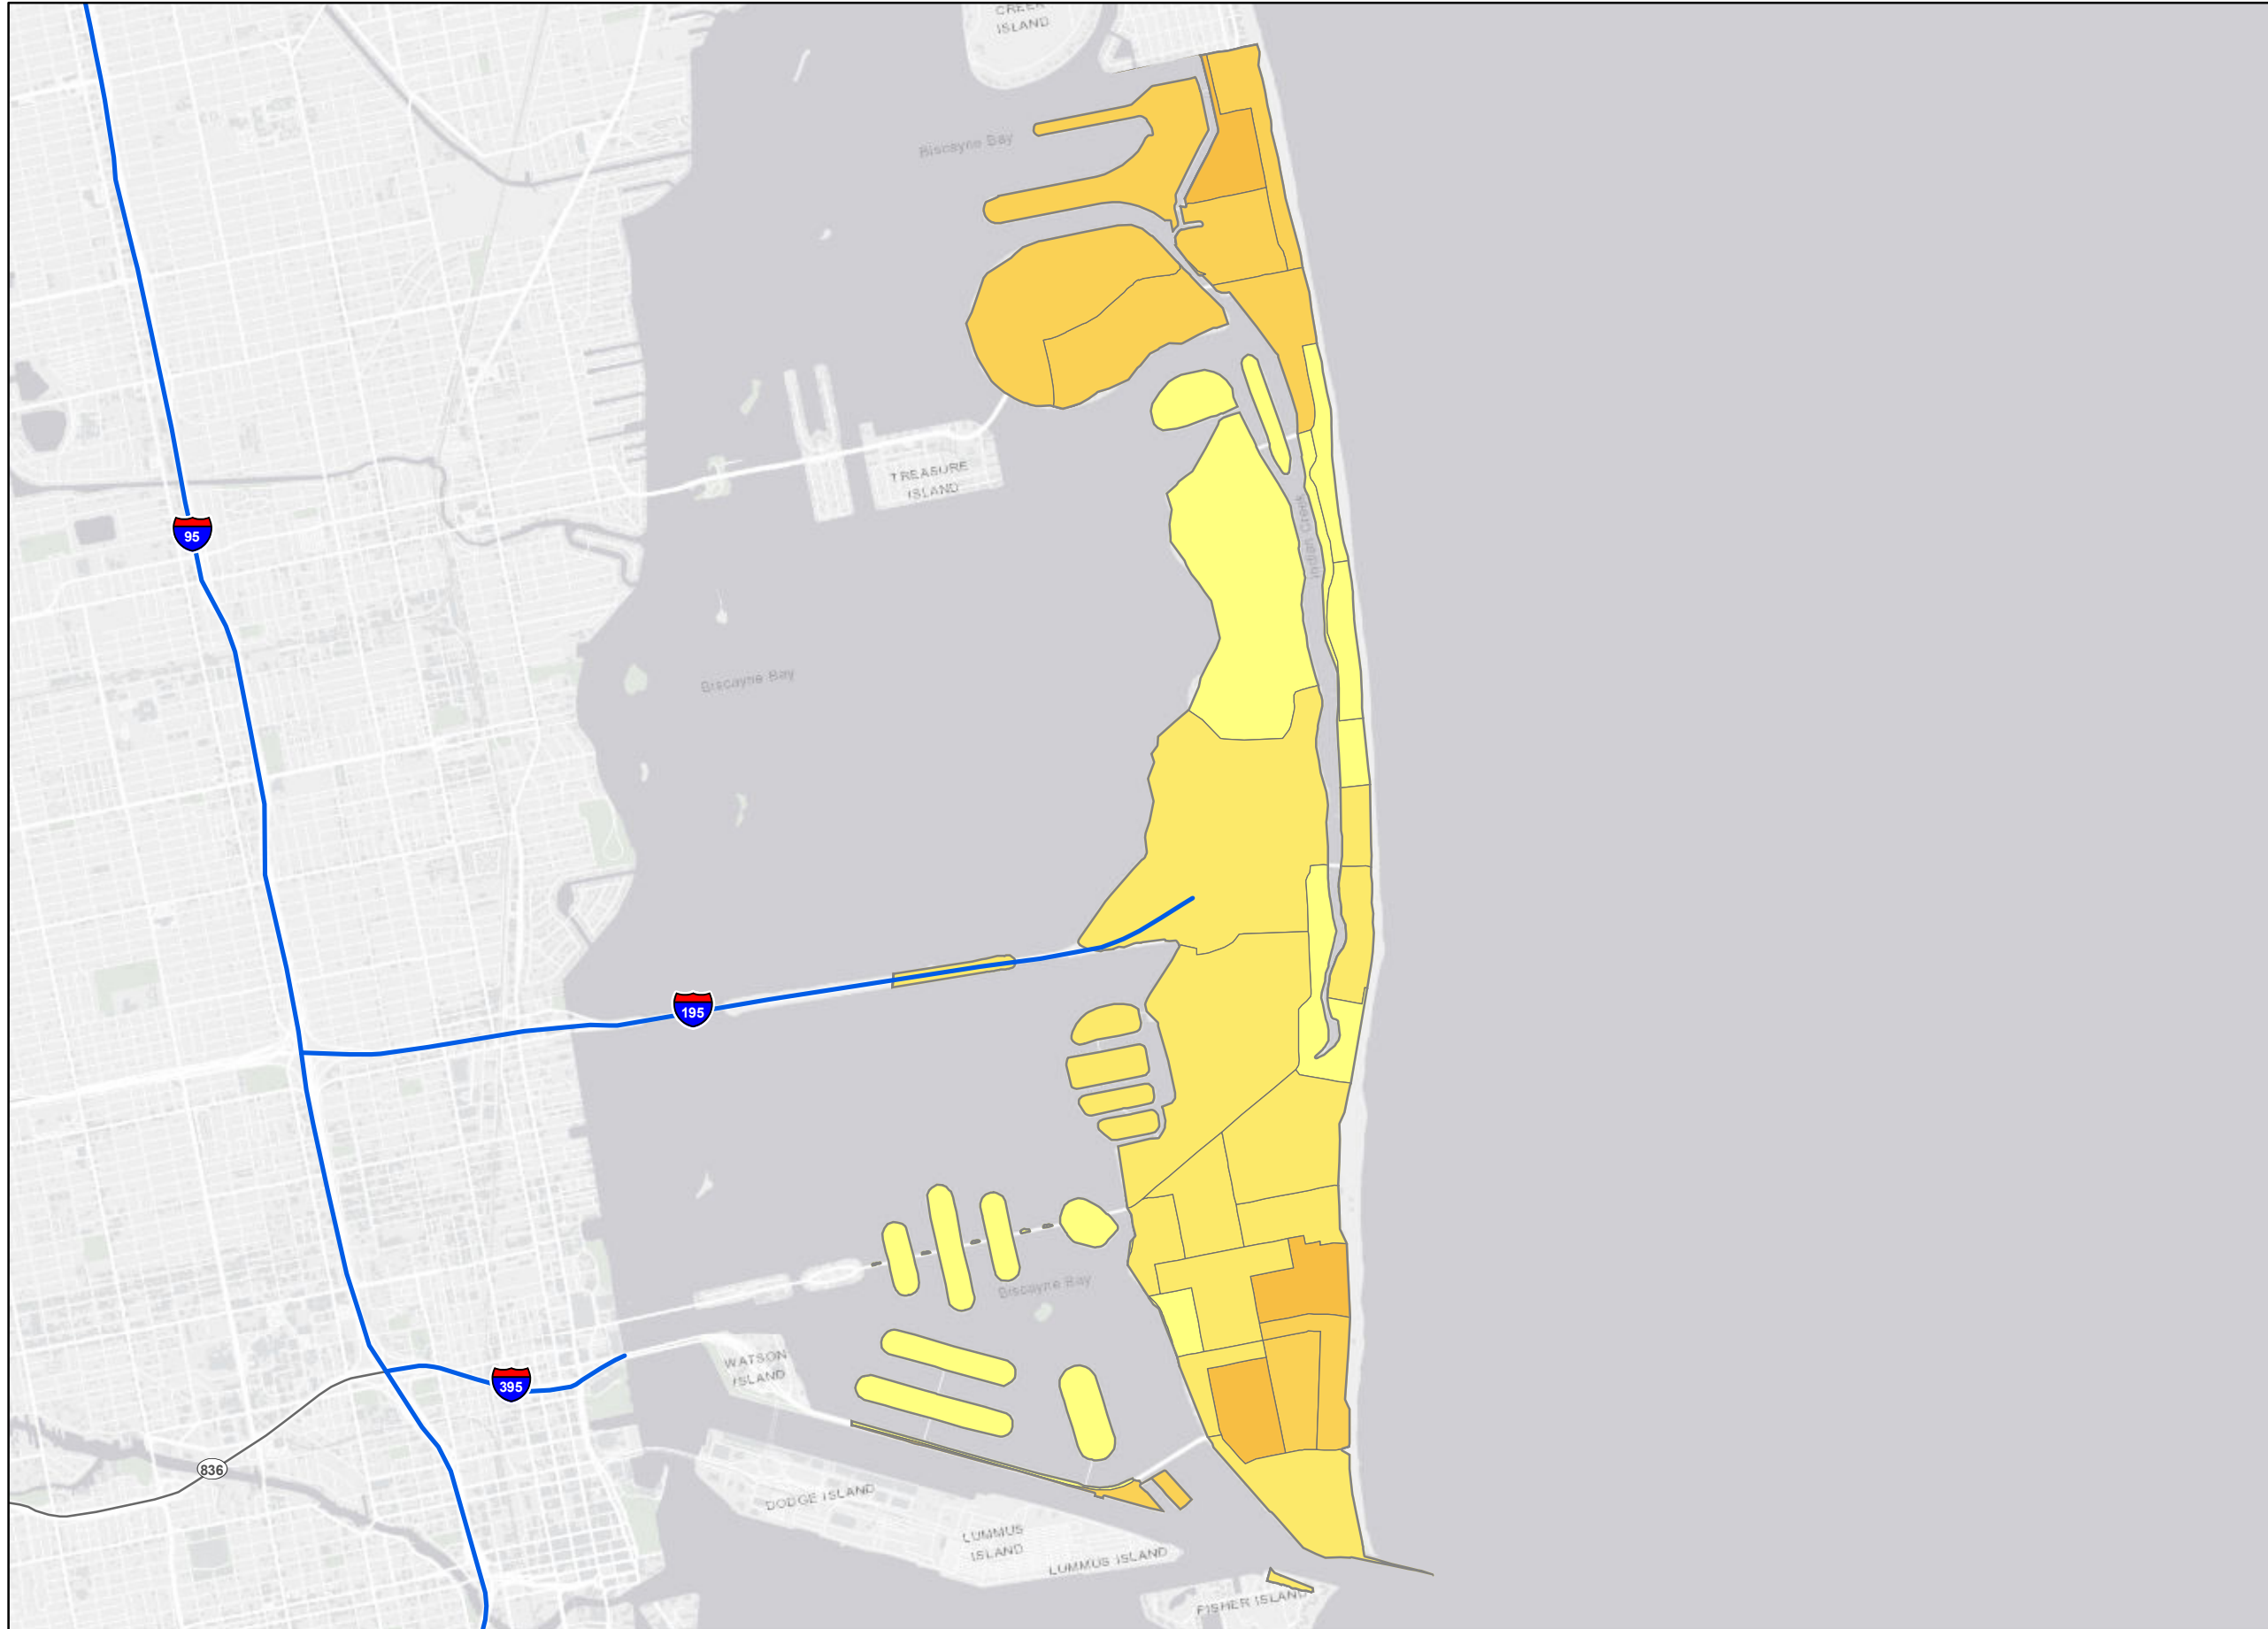 CREEK
ISLAND
Biscayne Bay
TREASURE
ISLAND
Indian Creek
95
Biscayne Bay
195
Biscayne Bay
WATSON
ISLAND
395
836
DODGE ISLAND
LUMMUS
ISLAND
LUMMUS ISLAND
FISHER ISLAND